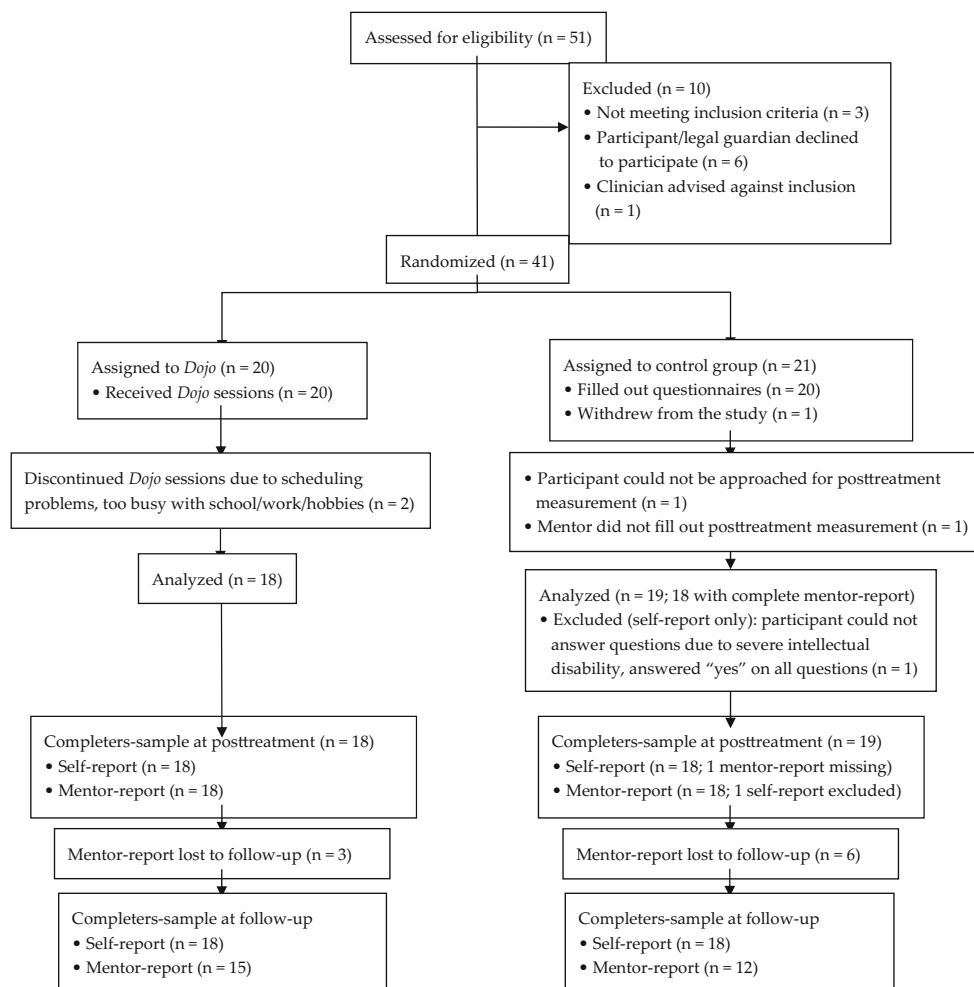 Assessed for eligibility (n = 51)
Excluded (n = 10)
• Not meeting inclusion criteria (n = 3)
• Participant/legal guardian declined
to participate (n = 6)
• Clinician advised against inclusion
(n = 1)
Randomized (n = 41)
Assigned to Dojo (n = 20)
• Received Dojo sessions (n = 20)
Assigned to control group (n = 21)
• Filled out questionnaires (n = 20)
• Withdrew from the study (n = 1)
Discontinued Dojo sessions due to scheduling
problems, too busy with school/work/hobbies (n = 2)
• Participant could not be approached for posttreatment
measurement (n = 1)
• Mentor did not fill out posttreatment measurement (n = 1)
Analyzed (n = 18)
Analyzed (n = 19; 18 with complete mentor-report)
• Excluded (self-report only): participant could not
answer questions due to severe intellectual
disability, answered “yes” on all questions (n = 1)
Completers-sample at posttreatment (n = 18)
• Self-report (n = 18)
• Mentor-report (n = 18)
Completers-sample at posttreatment (n = 19)
• Self-report (n = 18; 1 mentor-report missing)
• Mentor-report (n = 18; 1 self-report excluded)
Mentor-report lost to follow-up (n = 3)
Mentor-report lost to follow-up (n = 6)
Completers-sample at follow-up
• Self-report (n = 18)
• Mentor-report (n = 15)
Completers-sample at follow-up
• Self-report (n = 18)
• Mentor-report (n = 12)